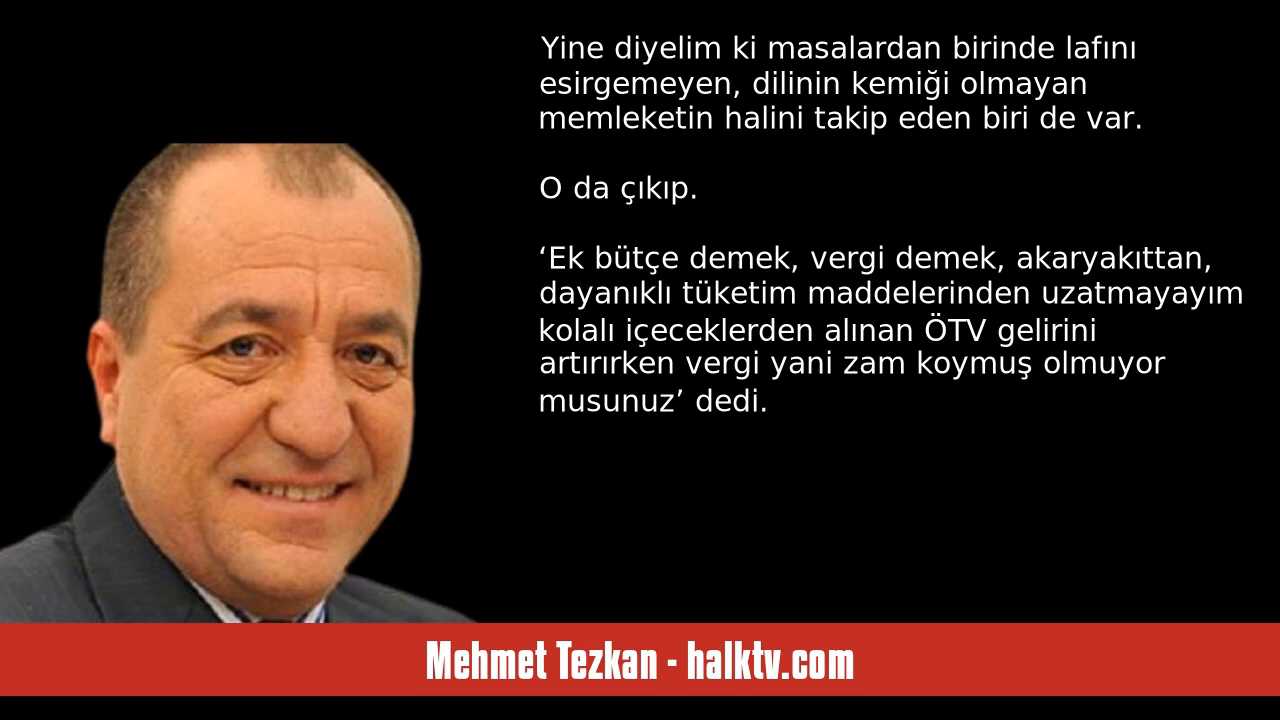 Yine diyelim ki masalardan birinde lafını
esirgemeyen, dilinin kemiği olmayan
memleketin halini takip eden biri de var.
O da çıkıp.
‘Ek bütçe demek, vergi demek, akaryakıttan,
dayanıklı tüketim maddelerinden uzatmayayım
kolalı içeceklerden alınan ÖTV gelirini
artırırken vergi yani zam koymuş olmuyor
musunuz’ dedi.
Mehmet Tezkan - halktv.com